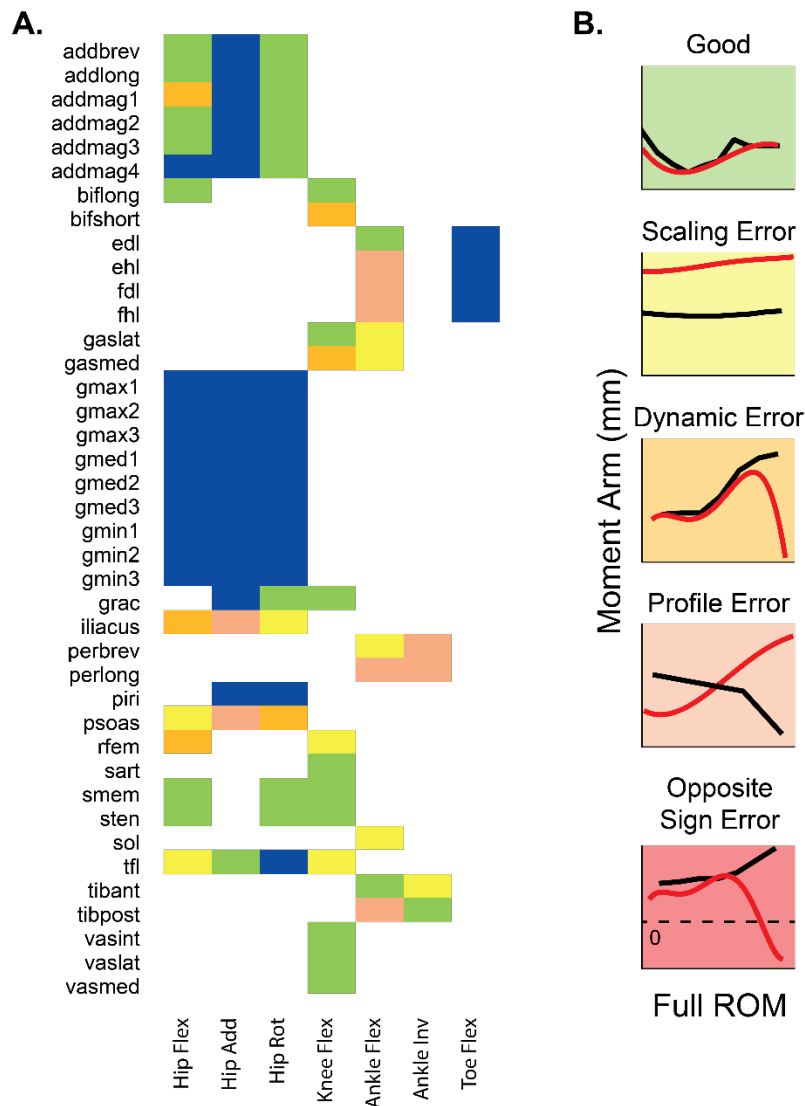 A.
addbrev
addlong
addmag1
addmag2
addmag3
addmag4
biflong
bifshort
edl
ehl
fdl
fhl
gaslat
gasmed
gmax1
gmax2
gmax3
gmed1
gmed2
gmed3
gmin1
gmin2
gmin3
grac
iliacus
perbrev
perlong
piri
psoas
rfem
sart
smem
sten
sol
tfl
tibant
tibpost
vasint
vaslat
vasmed
Hip Flex
Hip Add
Hip Rot
Knee Flex
Ankle Flex
Ankle Inv
Toe Flex
B.
Good
Scaling Error
Dynamic Error
Profile Error
Opposite
Sign Error
0
Moment Arm (mm)
Full ROM